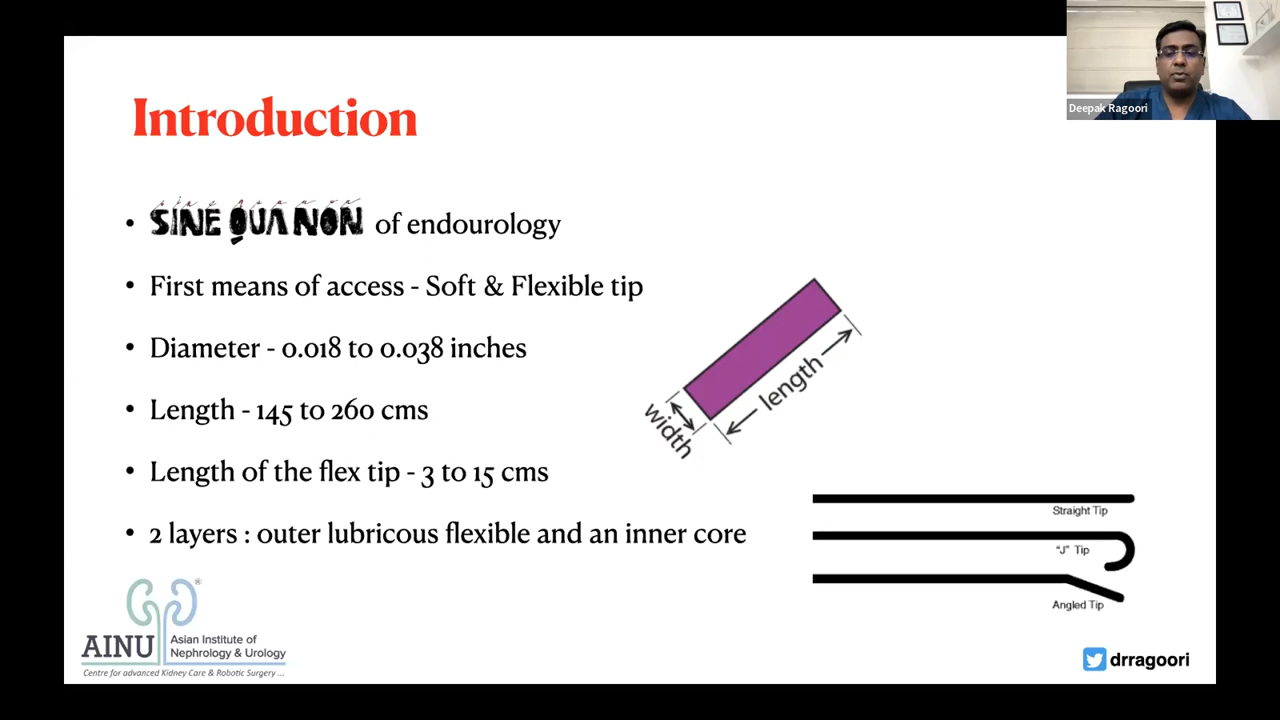 Deepak Ragoori
Introduction
• SINE QUA NON of endourology
• First means of access - Soft & Flexible tip
• Diameter - 0.018 to 0.038 inches
• Length - 145 to 260 cms
• Length of the flex tip - 3 to 15 cms
• 2 layers : outer lubricous flexible and an inner core
width
length
Straight Tip
"J" Tip
Angled Tip
AINU
Asian Institute of
Nephrology & Urology
®
Centre for advanced Kidney Care & Robotic Surgery ...
drragoori